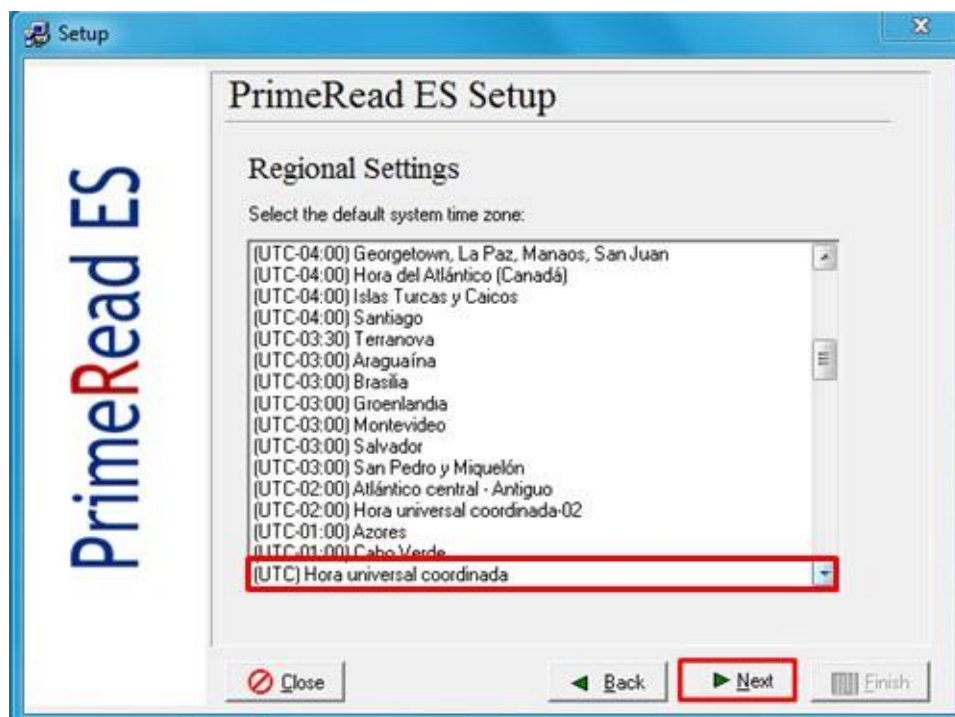 Setup
PrimeRead ES Setup
PrimeRead ES
Regional Settings
Select the default system time zone:
(UTC-04:00) Georgetown, La Paz, Manaos, San Juan
(UTC-04:00) Hora del Atlántico (Canadá)
(UTC-04:00) Islas Turcas y Caicos
(UTC-04:00) Santiago
(UTC-03:30) Terranova
(UTC-03:00) Araguaína
(UTC-03:00) Brasilia
(UTC-03:00) Groenlandia
(UTC-03:00) Montevideo
(UTC-03:00) Salvador
(UTC-03:00) San Pedro y Miquelón
(UTC-02:00) Atlántico central - Antiguo
(UTC-02:00) Hora universal coordinada-02
(UTC-01:00) Azores
(UTC-01:00) Cabo Verde
(UTC) Hora universal coordinada
Close
Back
Next
Finish